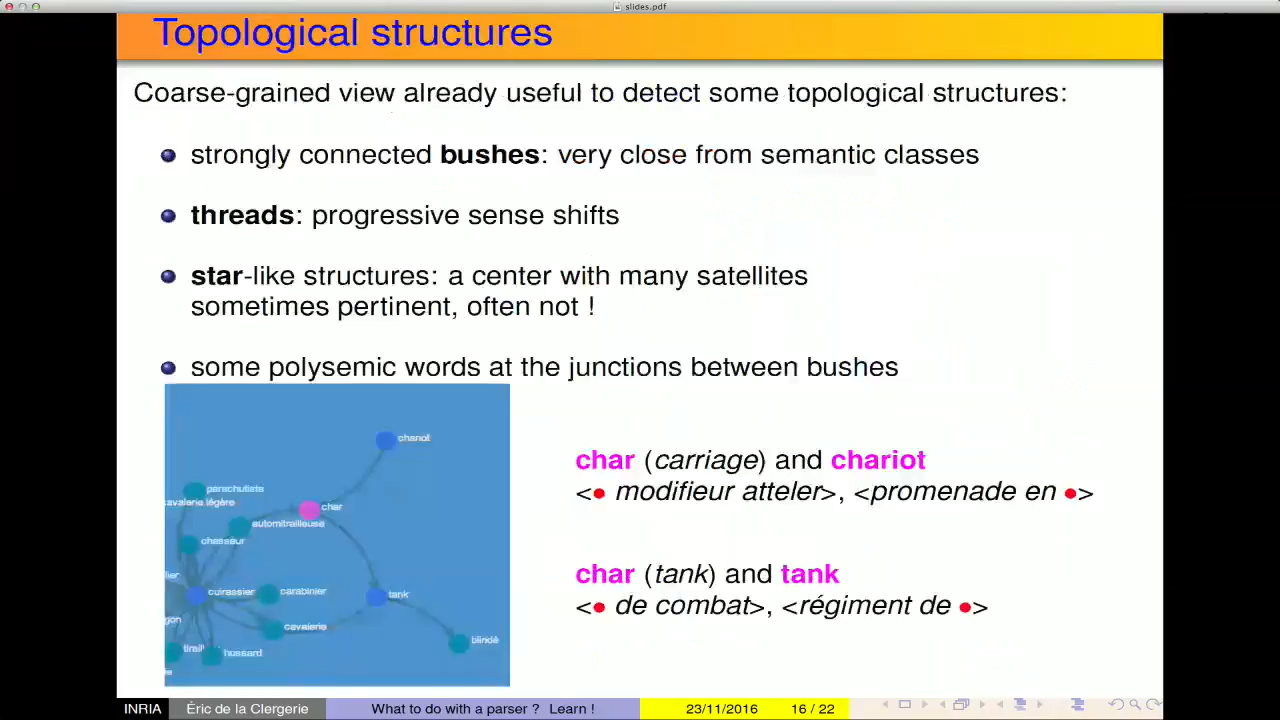 slides.pdf
Topological structures
Coarse-grained view already useful to detect some topological structures:
strongly connected bushes: very close from semantic classes
threads: progressive sense shifts
star-like structures: a center with many satellites
sometimes pertinent, often not !
some polysemic words at the junctions between bushes
chariot
parachutiste
cavalerie légère
char
automitrailleuse
chasseur
cuirassier
carabinier
tank
cavalerie
blindé
hussard
char (carriage) and chariot
<• modifieur atteler>, <promenade en •>
char (tank) and tank
<• de combat>, <régiment de •>
INRIA Éric de la Clergerie What to do with a parser ? Learn ! 23/11/2016 16 / 22